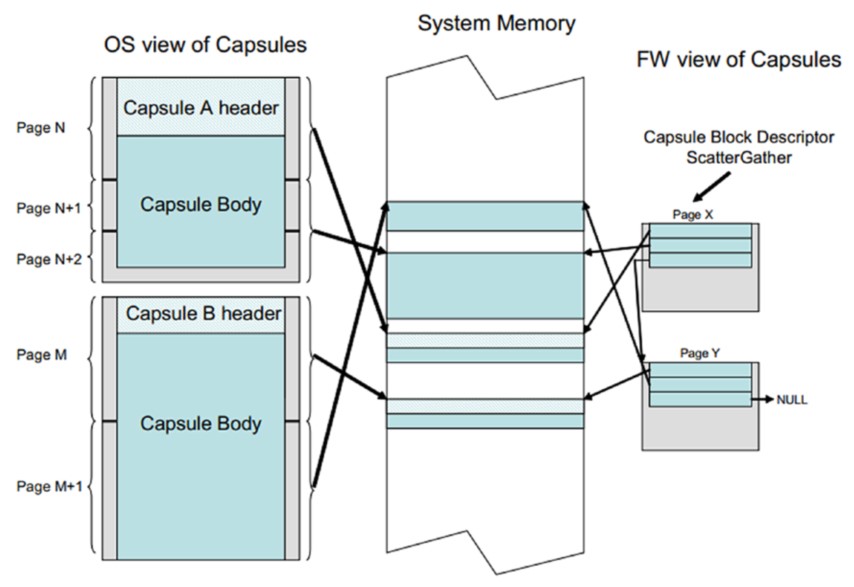 OS view of Capsules
System Memory
FW view of Capsules
Capsule A header
Page N
Capsule Block Descriptor
ScatterGather
Capsule Body
Page N+1
Page X
Page N+2
Capsule B header
Page M
Page Y
NULL
Capsule Body
Page M+1